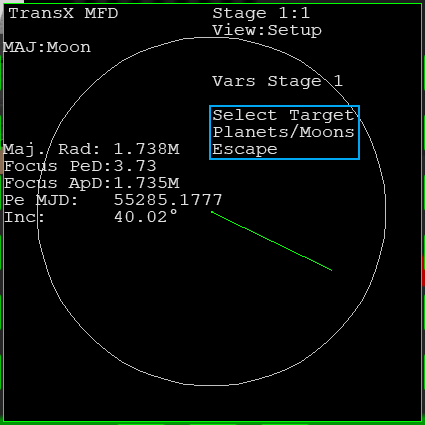 TransX MFD
Stage 1:1
View:Setup
MAJ:Moon
Vars Stage 1
Select Target
Planets/Moons
Escape
Maj. Rad: 1.738M
Focus PeD:3.73
Focus ApD:1.735M
Pe MJD: 55285.1777
Inc: 40.02°